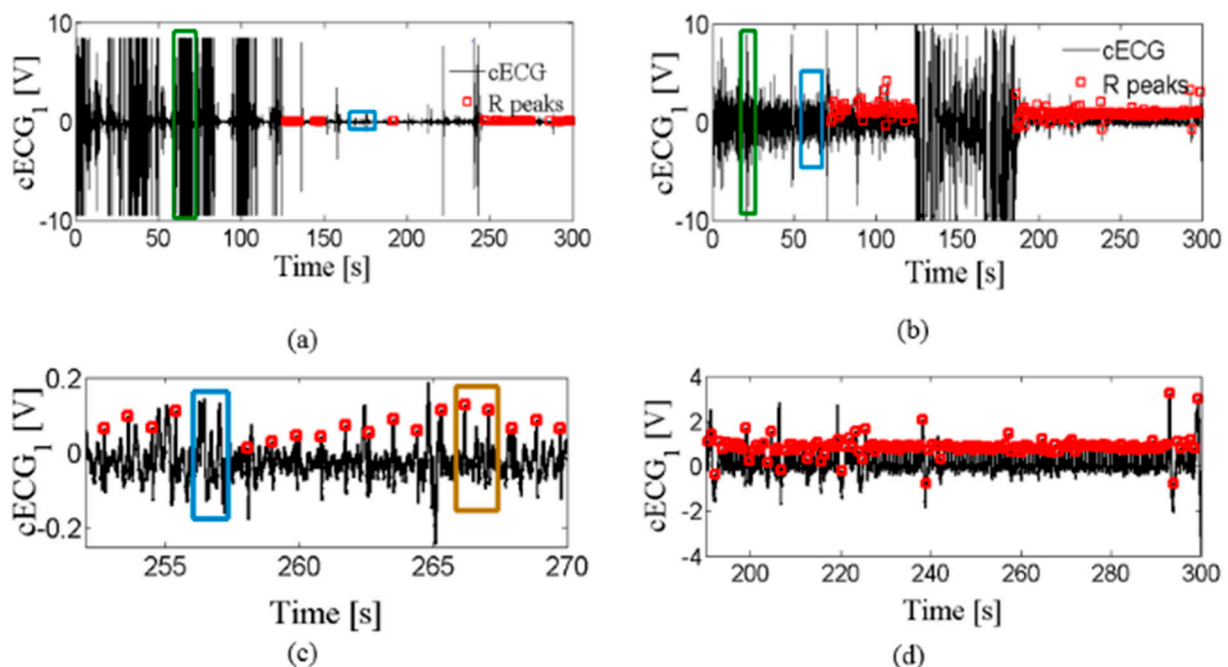 (a)
cECG₁ [V]
10
0
-10
cECG
R peaks
0 50 100 150 200 250 300
Time [s]
(b)
cECG₁ [V]
10
5
0
-5
-10
cECG
R peaks
0 50 100 150 200 250 300
Time [s]
(c)
cECG₁ [V]
0.2
0
-0.2
255 260 265 270
Time [s]
(d)
cECG₁ [V]
4
2
0
-2
-4
200 220 240 260 280 300
Time [s]